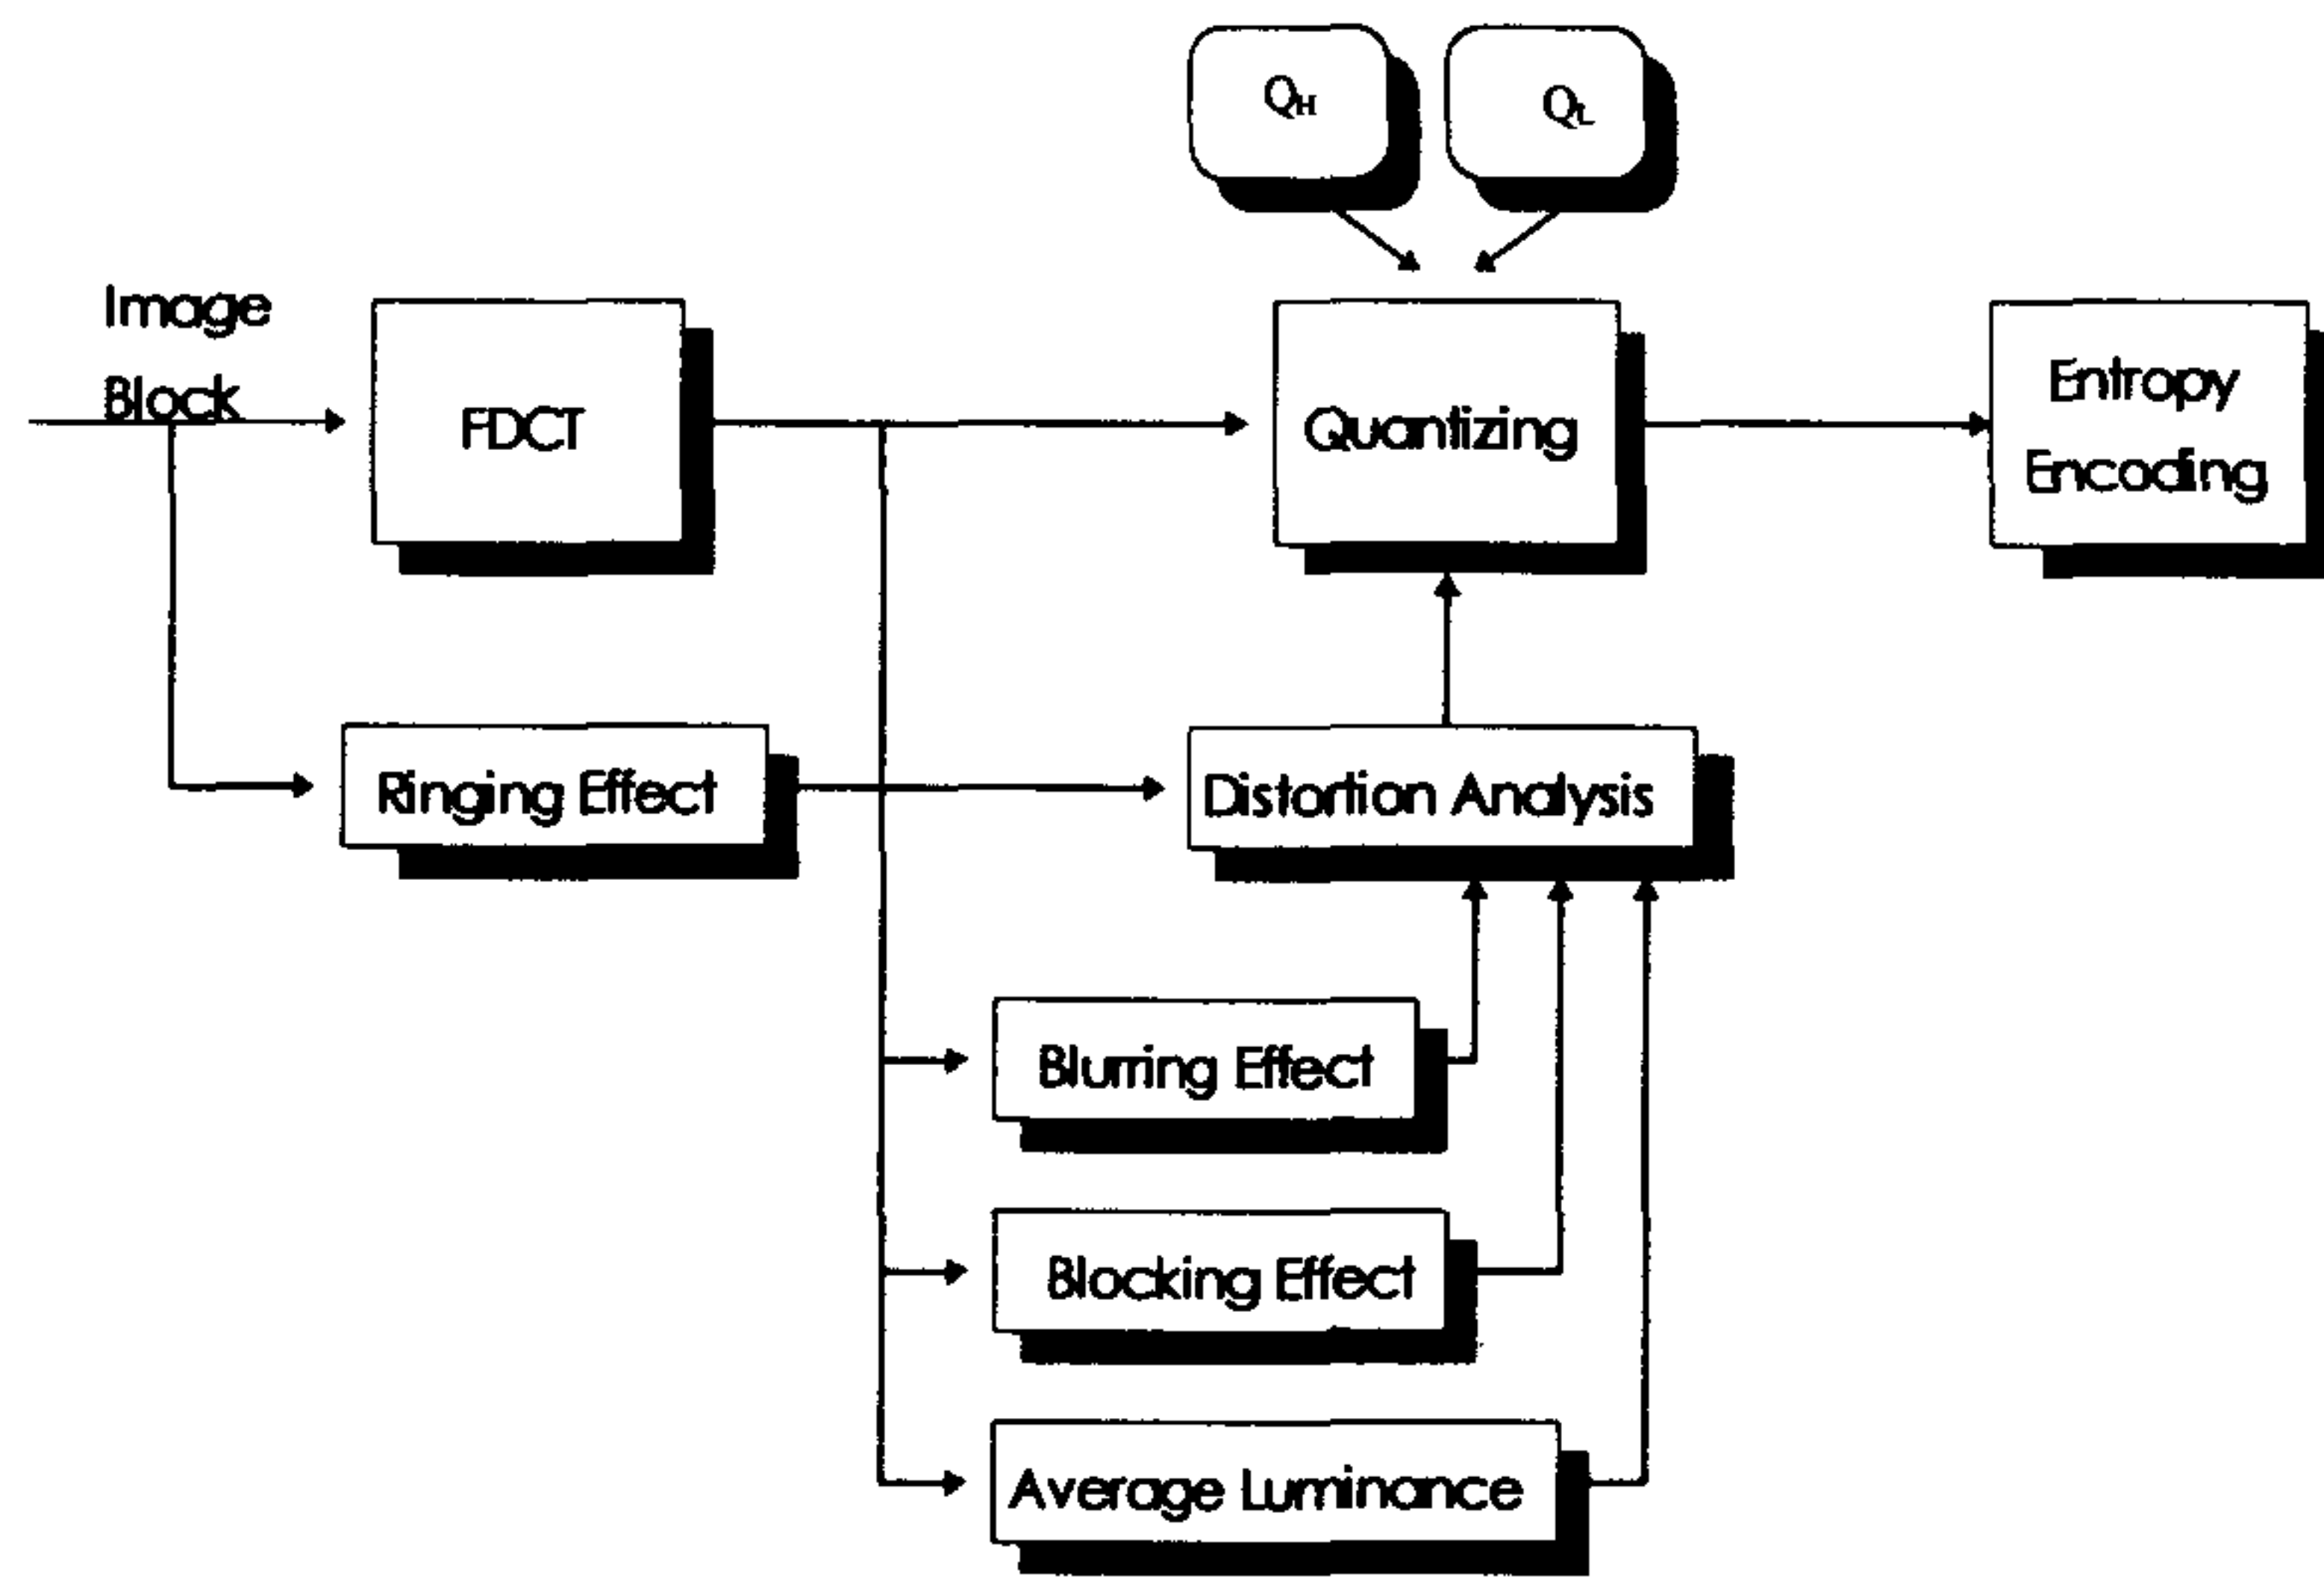 QH
QL
Image
Block
FDCT
Quantizing
Entropy
Encoding
Ringing Effect
Distortion Analysis
Blurring Effect
Blocking Effect
Average Luminance